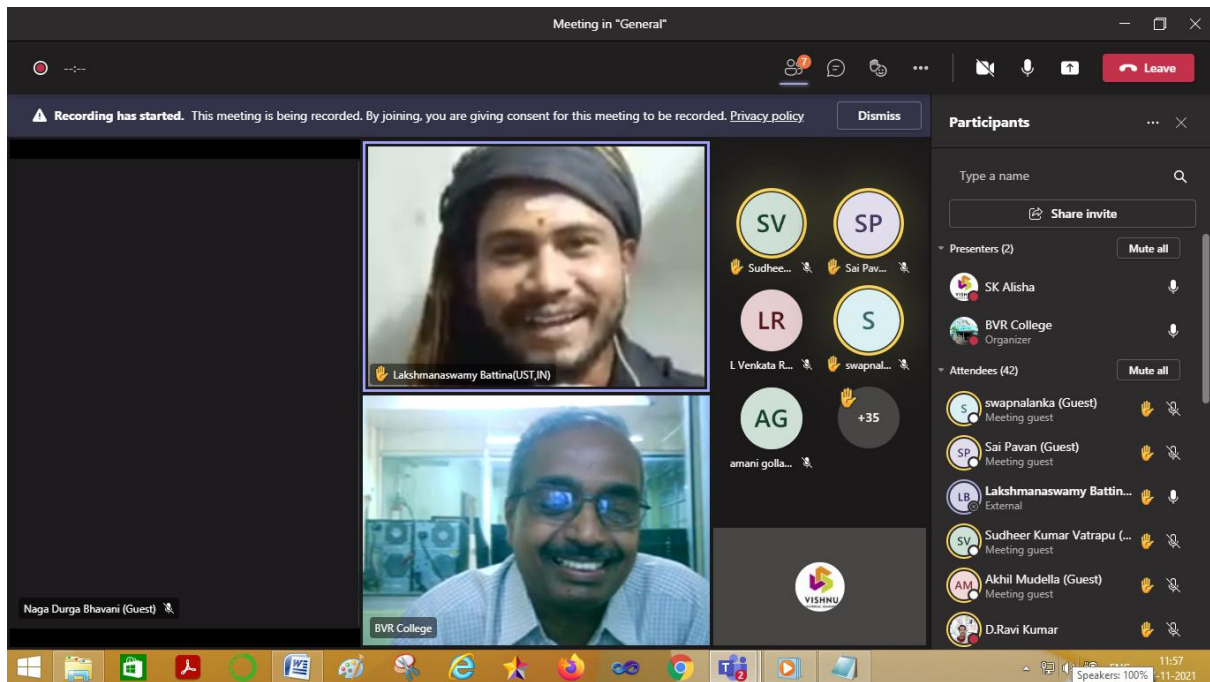 Meeting in "General"
--:--
7
Leave
Recording has started. This meeting is being recorded. By joining, you are giving consent for this meeting to be recorded. Privacy policy
Dismiss
Naga Durga Bhavani (Guest)
Lakshmanaswamy Battina(UST,IN)
BVR College
SV
Sudhee...
SP
Sai Pav...
LR
L Venkata R...
S
swapnal...
AG
amani golla...
+35
VISHNU
Participants
Type a name
Share invite
Presenters (2)
Mute all
SK Alisha
BVR College
Organizer
Attendees (42)
Mute all
S
swapnalanka (Guest)
Meeting guest
SP
Sai Pavan (Guest)
Meeting guest
LB
Lakshmanaswamy Battin...
External
SV
Sudheer Kumar Vatrapu (...
Meeting guest
AM
Akhil Mudella (Guest)
Meeting guest
D.Ravi Kumar
11:57
Speakers: 100%
-11-2021